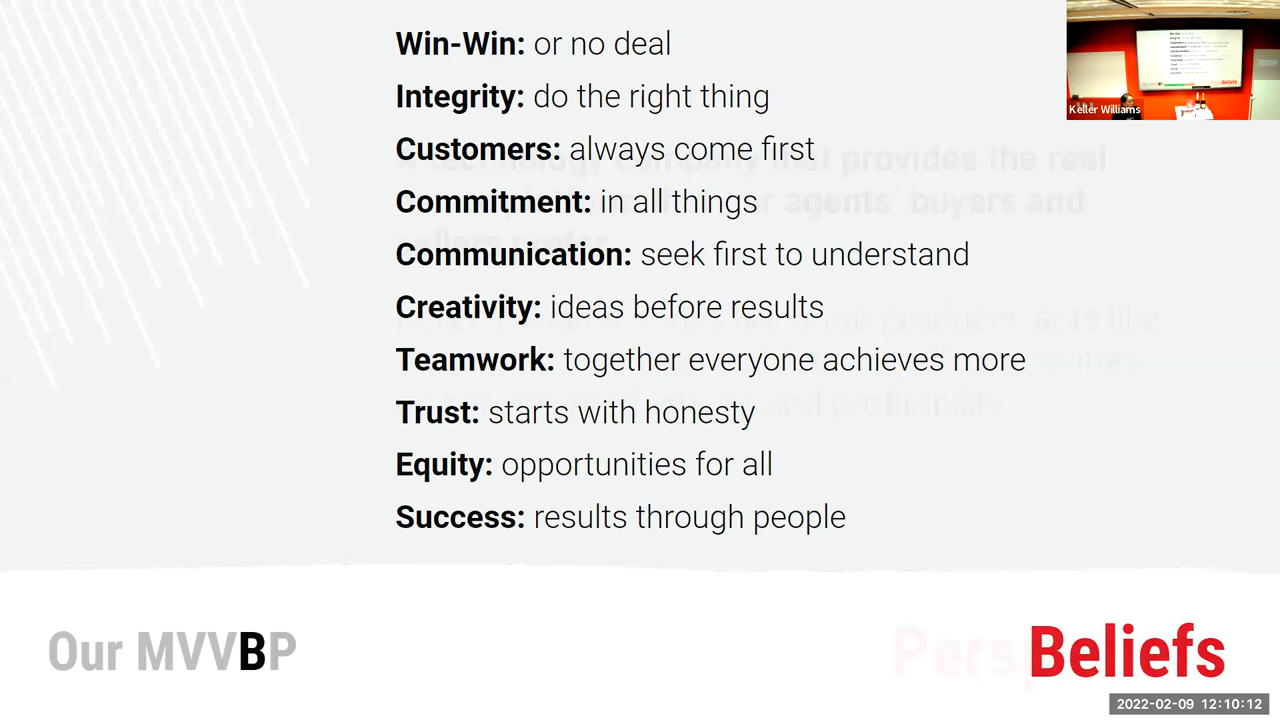 Win-Win: or no deal
Integrity: do the right thing
Customers: always come first
Commitment: in all things
Communication: seek first to understand
Creativity: ideas before results
Teamwork: together everyone achieves more
Trust: starts with honesty
Equity: opportunities for all
Success: results through people
Our MVVBP
Beliefs
Keller Williams
2022-02-09 12:10:12